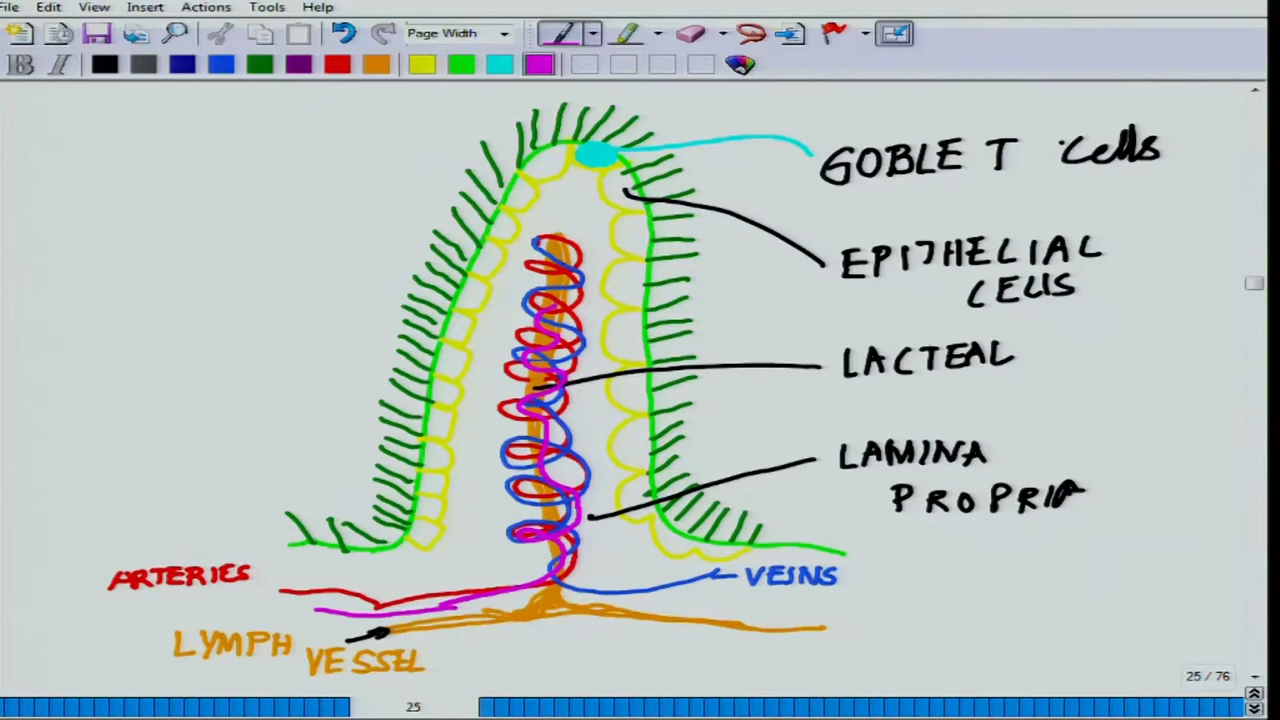 File Edit View Insert Actions Tools Help
Page Width
B I
GOBLET cells
EPITHELIAL
CELLS
LACTEAL
LAMINA
PROPRIA
ARTERIES
VEINS
LYMPH VESSEL
25 / 76
25